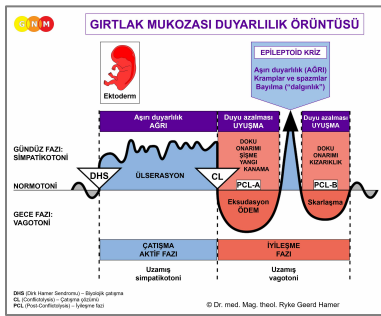 GNM
GIRTLAK MUKOZASI DUYARLILIK ÖRÜNTÜSÜ
EPİLEPTOİD KRİZ
Aşırı duyarlılık (AĞRI)
Kramplar ve spazmlar
Bayılma ("dalgınlık")
Ektoderm
Aşırı duyarlılık
AĞRI
Duyu azalması
UYUŞMA
Duyu azalması
UYUŞMA
GÜNDÜZ FAZI:
SİMPATİKOTONİ
DOKU
ONARIMI
ŞİŞME
YANGI
KANAMA
DOKU
ONARIMI
KIZARIKLIK
DHS
ÜLSERASYON
CL
PCL-A
PCL-B
NORMOTONİ
GECE FAZI:
VAGOTONİ
Eksudasyon
ÖDEM
Skarlaşma
ÇATIŞMA
AKTİF FAZI
İYİLEŞME
FAZI
Uzamış
simpatikotoni
Uzamış
vagotoni
DHS (Dirk Hamer Sendromu) – Biyolojik çatışma
CL (Conflictolysis) – Çatışma çözümü
PCL (Post-Conflictolysis) – İyileşme fazı
© Dr. med. Mag. theol. Ryke Geerd Hamer